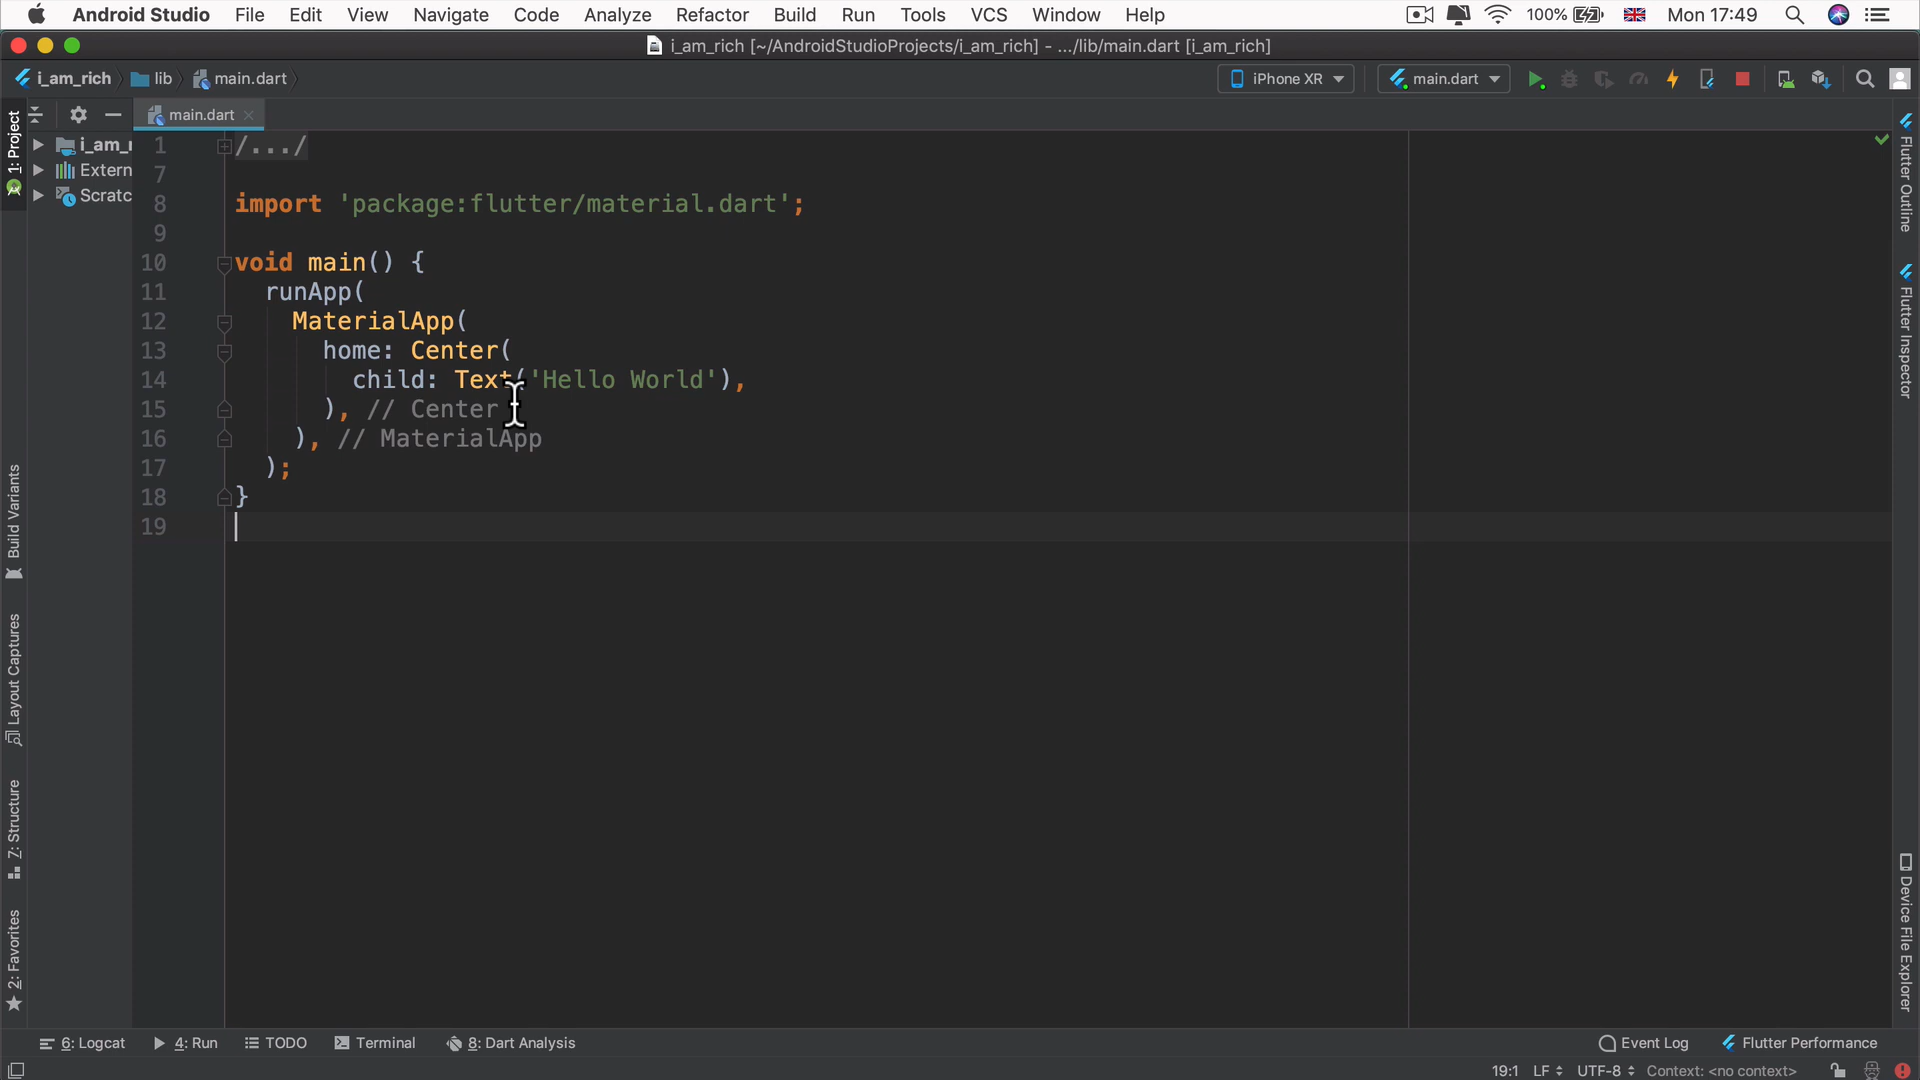 Android Studio File Edit View Navigate Code Analyze Refactor Build Run Tools VCS Window Help 100% Mon 17:49
i_am_rich [~/AndroidStudioProjects/i_am_rich] - .../lib/main.dart [i_am_rich]
i_am_rich lib main.dart iPhone XR main.dart
main.dart
1: Project
i_am_r
Extern
Scratc
Build Variants
Layout Captures
7: Structure
2: Favorites
1 /.../
7
8 import 'package:flutter/material.dart';
9
10 void main() {
11 runApp(
12 MaterialApp(
13 home: Center(
14 child: Text('Hello World'),
15 ), // Center
16 ), // MaterialApp
17 );
18 }
19
Flutter Outline
Flutter Inspector
Device File Explorer
6: Logcat 4: Run TODO Terminal 8: Dart Analysis Event Log Flutter Performance
19:1 LF UTF-8 Context: <no context>